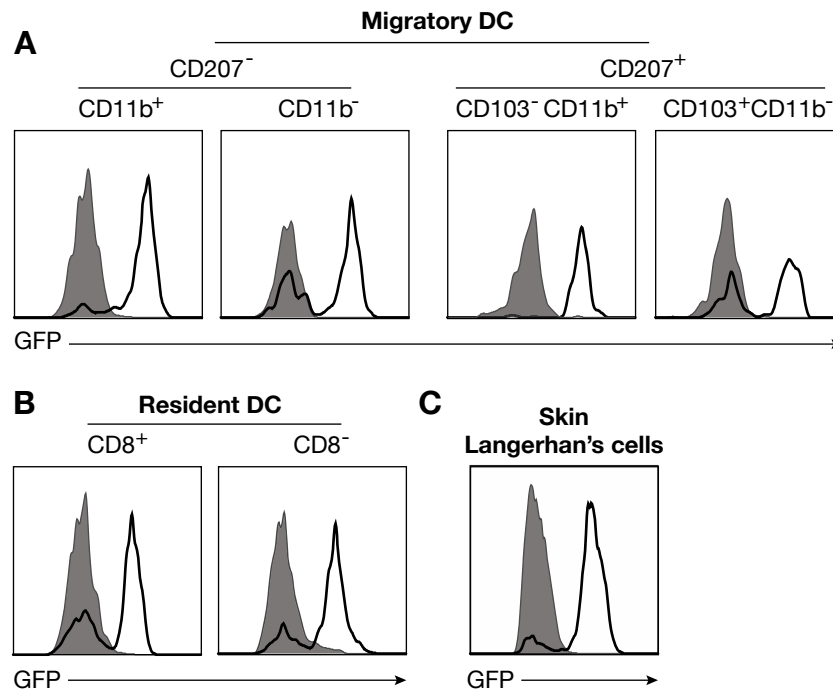 A
Migratory DC
CD207⁻ CD207⁺
CD11b⁺ CD11b⁻ CD103⁻ CD11b⁺ CD103⁺CD11b⁻
GFP
B
Resident DC
CD8⁺ CD8⁻
GFP
C
Skin
Langerhan's cells
GFP